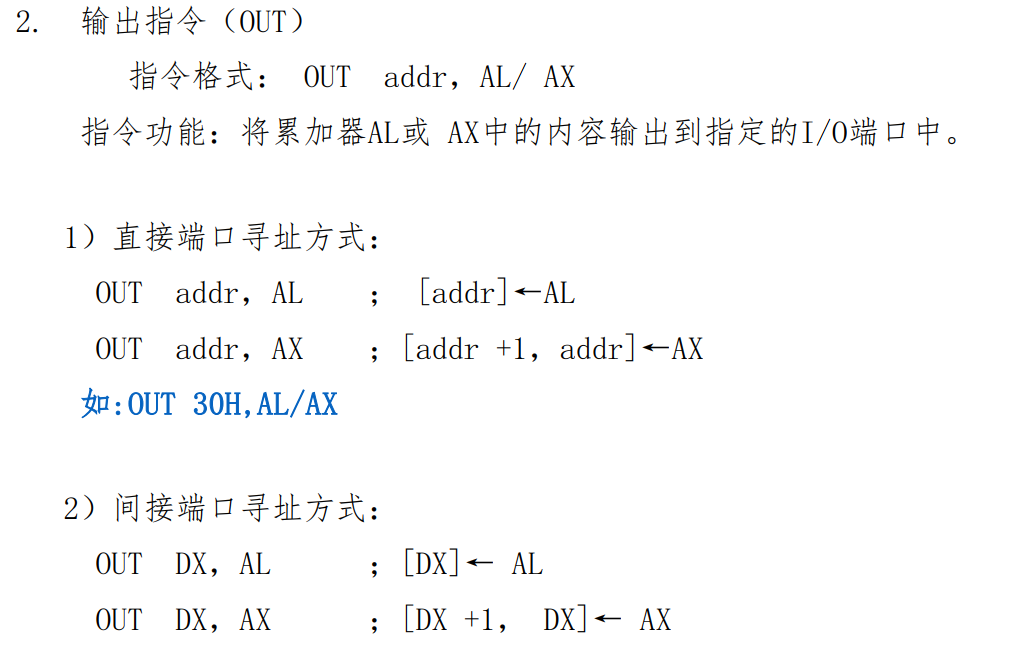 2. 输出指令（OUT）
指令格式： OUT addr，AL/ AX
指令功能：将累加器AL或 AX中的内容输出到指定的I/O端口中。
1）直接端口寻址方式：
OUT addr，AL ； [addr]←AL
OUT addr，AX ；[addr +1，addr]←AX
如:OUT 30H,AL/AX
2）间接端口寻址方式：
OUT DX，AL ；[DX]← AL
OUT DX，AX ；[DX +1， DX]← AX